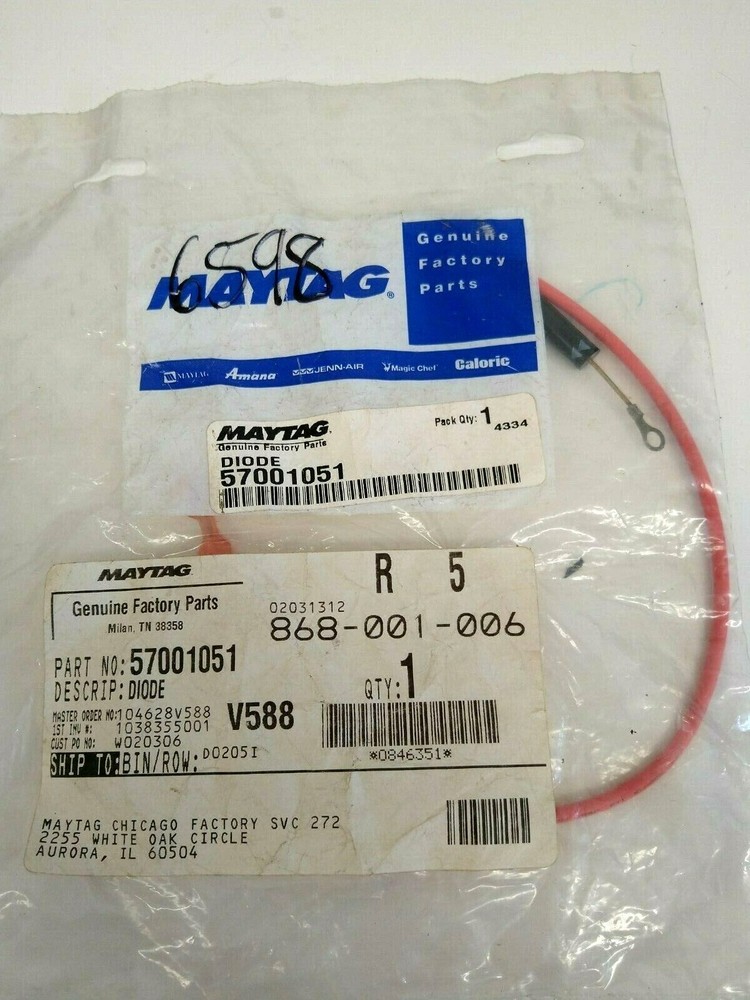 6598
MAYTAG®
Genuine
Factory
Parts
MAYTAG Amana JENN-AIR Magic Chef Caloric
MAYTAG
Genuine Factory Parts
Pack Qty: 1 4334
DIODE
57001051
MAYTAG
R 5
Genuine Factory Parts
Milan, TN 38358
02031312
868-001-006
PART NO: 57001051
DESCRIP: DIODE
QTY: 1
MASTER ORDER NO: 104628V588 V588
1ST INV #: 1038355001
CUST PO NO: W020306
*0846351*
SHIP TO: BIN/ROW: D0205I
MAYTAG CHICAGO FACTORY SVC 272
2255 WHITE OAK CIRCLE
AURORA, IL 60504